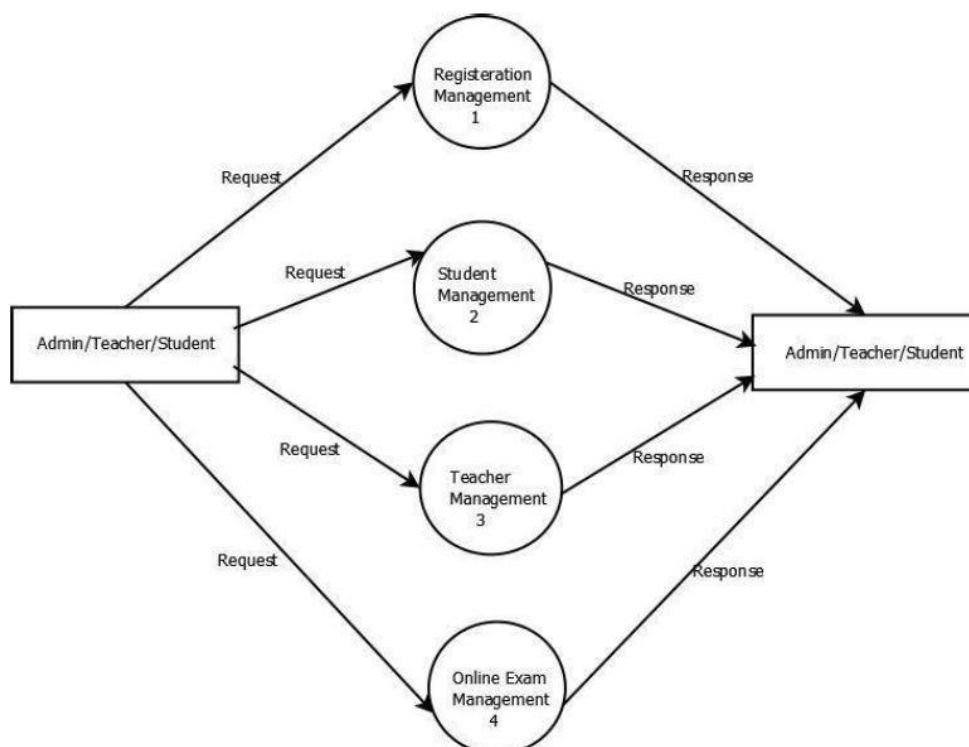 Registeration
Management
1
Request
Response
Request
Student
Management
2
Response
Admin/Teacher/Student
Admin/Teacher/Student
Request
Teacher
Management
3
Response
Request
Response
Online Exam
Management
4